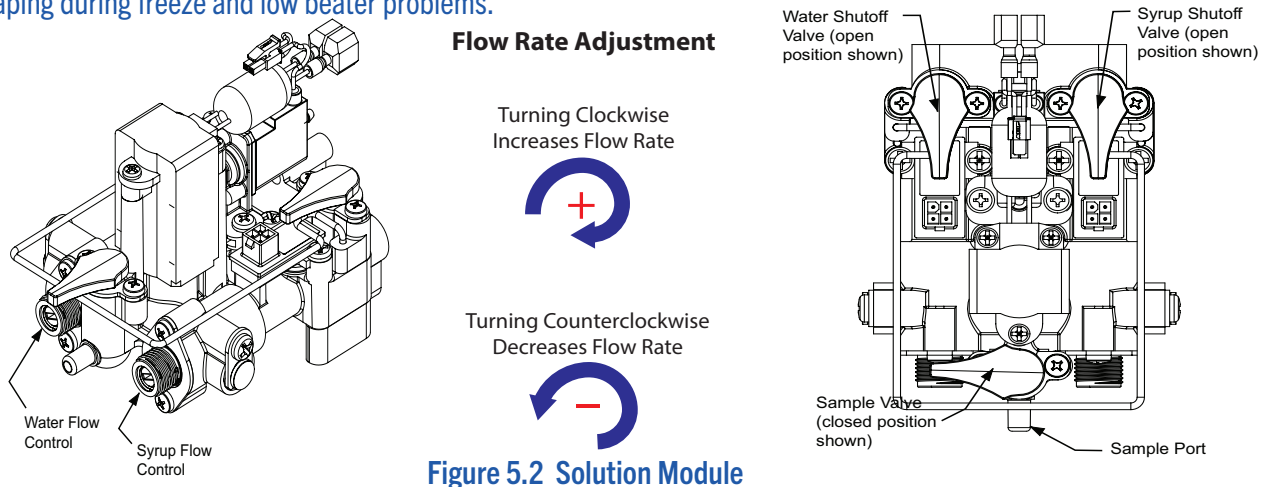 during freeze and low beater problems.
Flow Rate Adjustment
Turning Clockwise
Increases Flow Rate
+
Turning Counterclockwise
Decreases Flow Rate
−
Water Flow
Control
Syrup Flow
Control
Water Shutoff
Valve (open
position shown)
Syrup Shutoff
Valve (open
position shown)
Sample Valve
(closed position
shown)
Sample Port
Figure 5.2 Solution Module